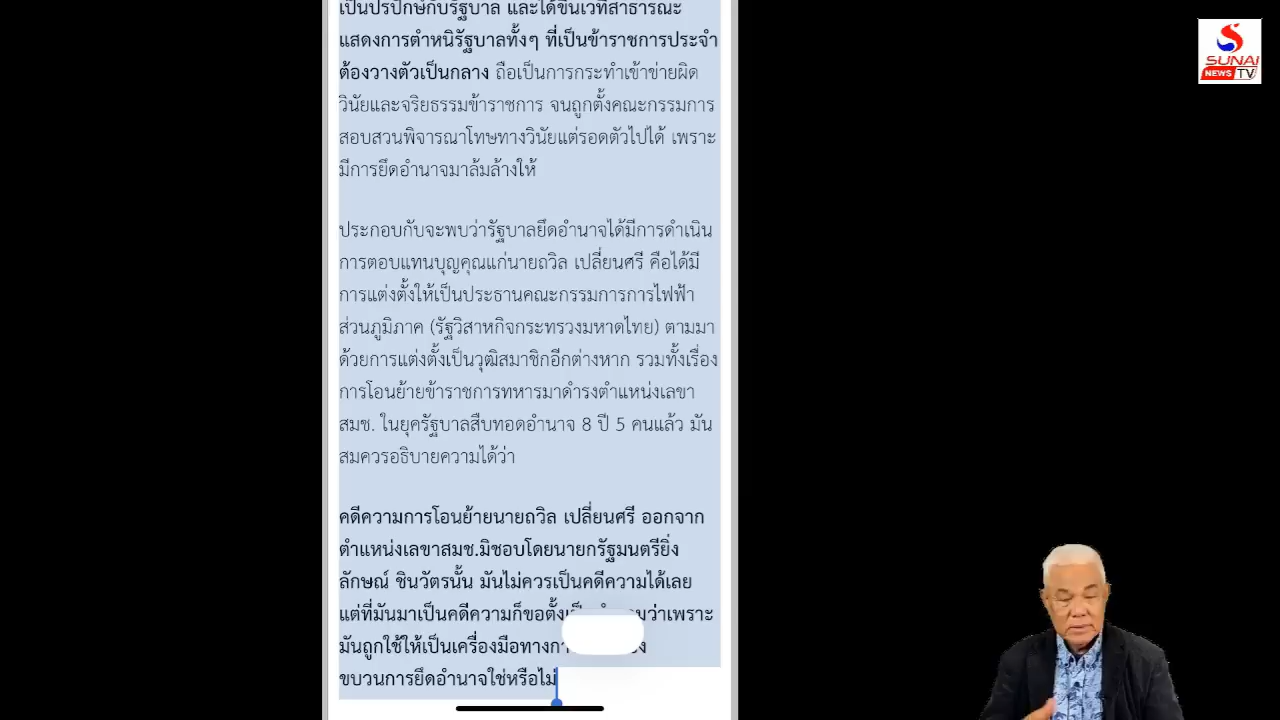 เป็นปรปักษ์กับรัฐบาล และได้ขึ้นเวทีสาธารณะ
แสดงการตำหนิรัฐบาลทั้งๆ ที่เป็นข้าราชการประจำ
ต้องวางตัวเป็นกลาง ถือเป็นการกระทำเข้าข่ายผิด
วินัยและจริยธรรมข้าราชการ จนถูกตั้งคณะกรรมการ
สอบสวนพิจารณาโทษทางวินัยแต่รอดตัวไปได้ เพราะ
มีการยึดอำนาจมาล้มล้างให้
ประกอบกับจะพบว่ารัฐบาลยึดอำนาจได้มีการดำเนิน
การตอบแทนบุญคุณแก่นายถวิล เปลี่ยนศรี คือได้มี
การแต่งตั้งให้เป็นประธานคณะกรรมการการไฟฟ้า
ส่วนภูมิภาค (รัฐวิสาหกิจกระทรวงมหาดไทย) ตามมา
ด้วยการแต่งตั้งเป็นวุฒิสมาชิกอีกต่างหาก รวมทั้งเรื่อง
การโอนย้ายข้าราชการทหารมาดำรงตำแหน่งเลขา
สมช. ในยุครัฐบาลสืบทอดอำนาจ 8 ปี 5 คนแล้ว มัน
สมควรอธิบายความได้ว่า
คดีความการโอนย้ายนายถวิล เปลี่ยนศรี ออกจาก
ตำแหน่งเลขาสมช.มิชอบโดยนายกรัฐมนตรียิ่ง
ลักษณ์ ชินวัตรนั้น มันไม่ควรเป็นคดีความได้เลย
แต่ที่มันมาเป็นคดีความก็ขอตั้ง ว่าเพราะ
มันถูกใช้ให้เป็นเครื่องมือทาง
ขบวนการยึดอำนาจใช่หรือไม่
SUNAI
NEWS TV